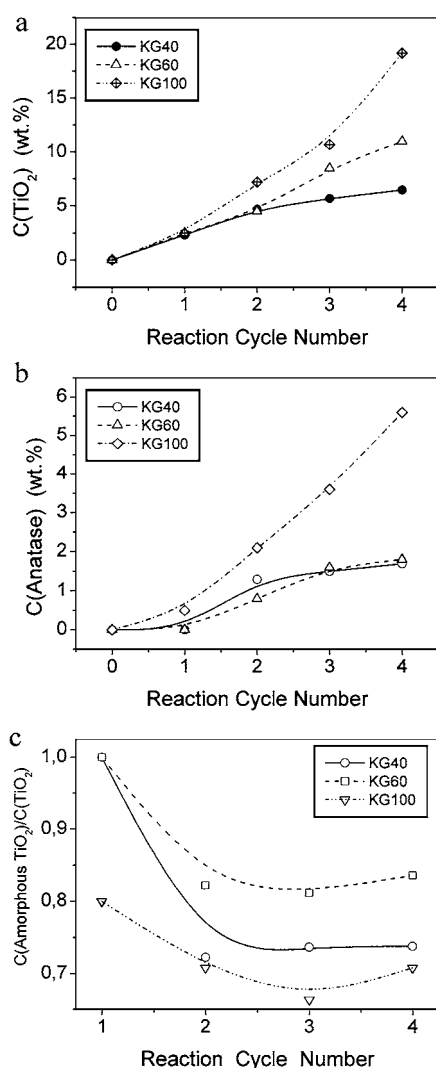 a
KG40
KG60
KG100
C(TiO2) (wt.%)
20
15
10
5
0
0 1 2 3 4
Reaction Cycle Number
b
KG40
KG60
KG100
C(Anatase) (wt.%)
6
5
4
3
2
1
0
0 1 2 3 4
Reaction Cycle Number
c
KG40
KG60
KG100
C(Amorphous TiO2)/C(TiO2)
1,0
0,9
0,8
0,7
1 2 3 4
Reaction Cycle Number